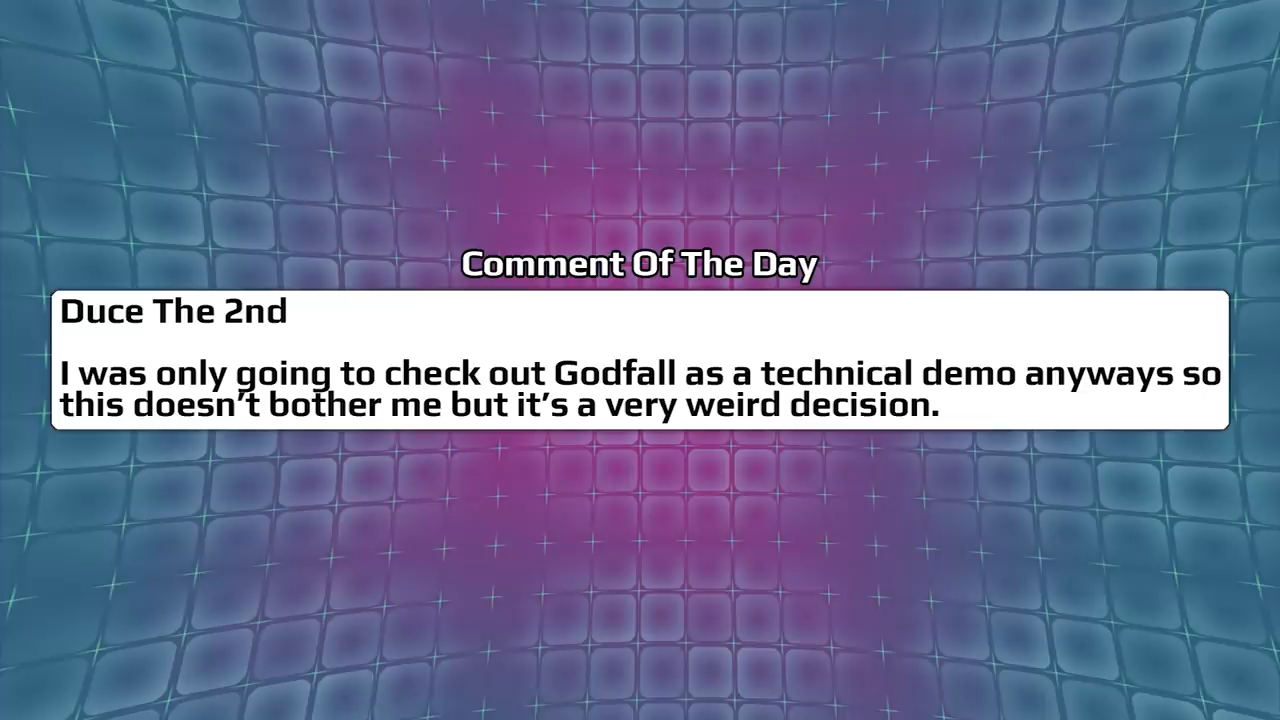 Comment Of The Day
Duce The 2nd
I was only going to check out Godfall as a technical demo anyways so
this doesn’t bother me but it’s a very weird decision.